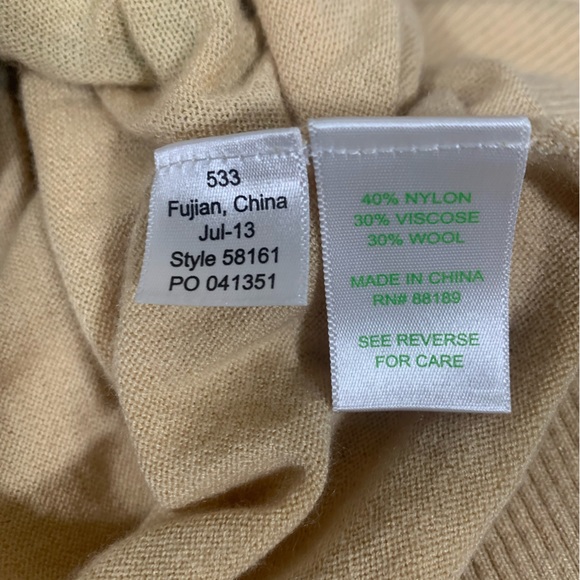 533
Fujian, China
Jul-13
Style 58161
PO 041351
40% NYLON
30% VISCOSE
30% WOOL
MADE IN CHINA
RN# 88189
SEE REVERSE
FOR CARE